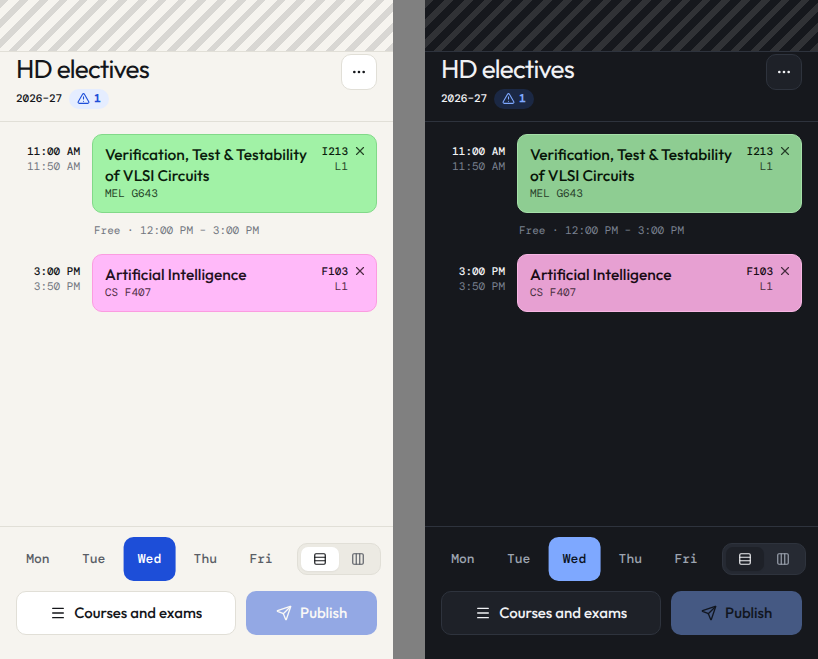 HD electives
2026-27 1
11:00 AM
11:50 AM
Verification, Test & Testability
of VLSI Circuits
MEL G643
I213
L1
Free · 12:00 PM - 3:00 PM
3:00 PM
3:50 PM
Artificial Intelligence
CS F407
F103
L1
Mon Tue Wed Thu Fri
Courses and exams Publish
HD electives
2026-27 1
11:00 AM
11:50 AM
Verification, Test & Testability
of VLSI Circuits
MEL G643
I213
L1
Free · 12:00 PM - 3:00 PM
3:00 PM
3:50 PM
Artificial Intelligence
CS F407
F103
L1
Mon Tue Wed Thu Fri
Courses and exams Publish